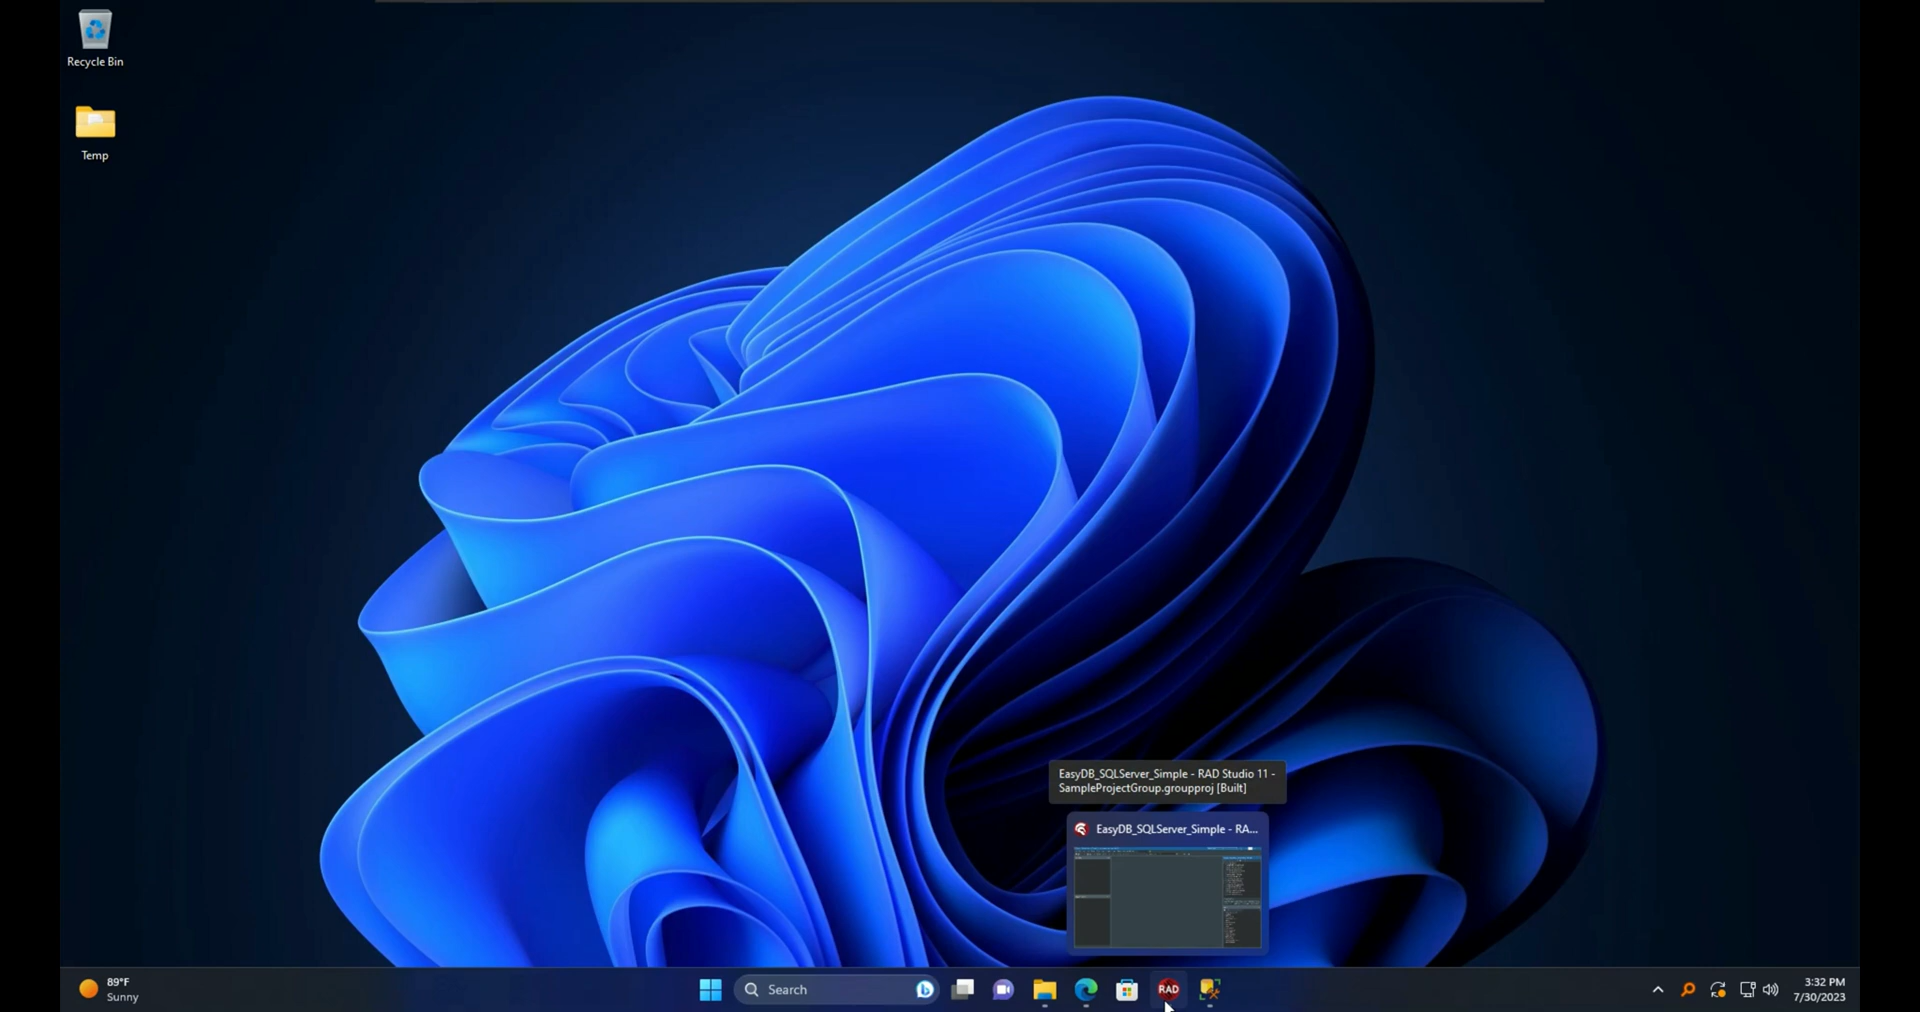 Recycle Bin
Temp
EasyDB_SQLServer_Simple - RAD Studio 11 -
SampleProjectGroup.groupproj [Built]
EasyDB_SQLServer_Simple - RA...
89°F
Sunny
Search
RAD
3:32 PM
7/30/2023